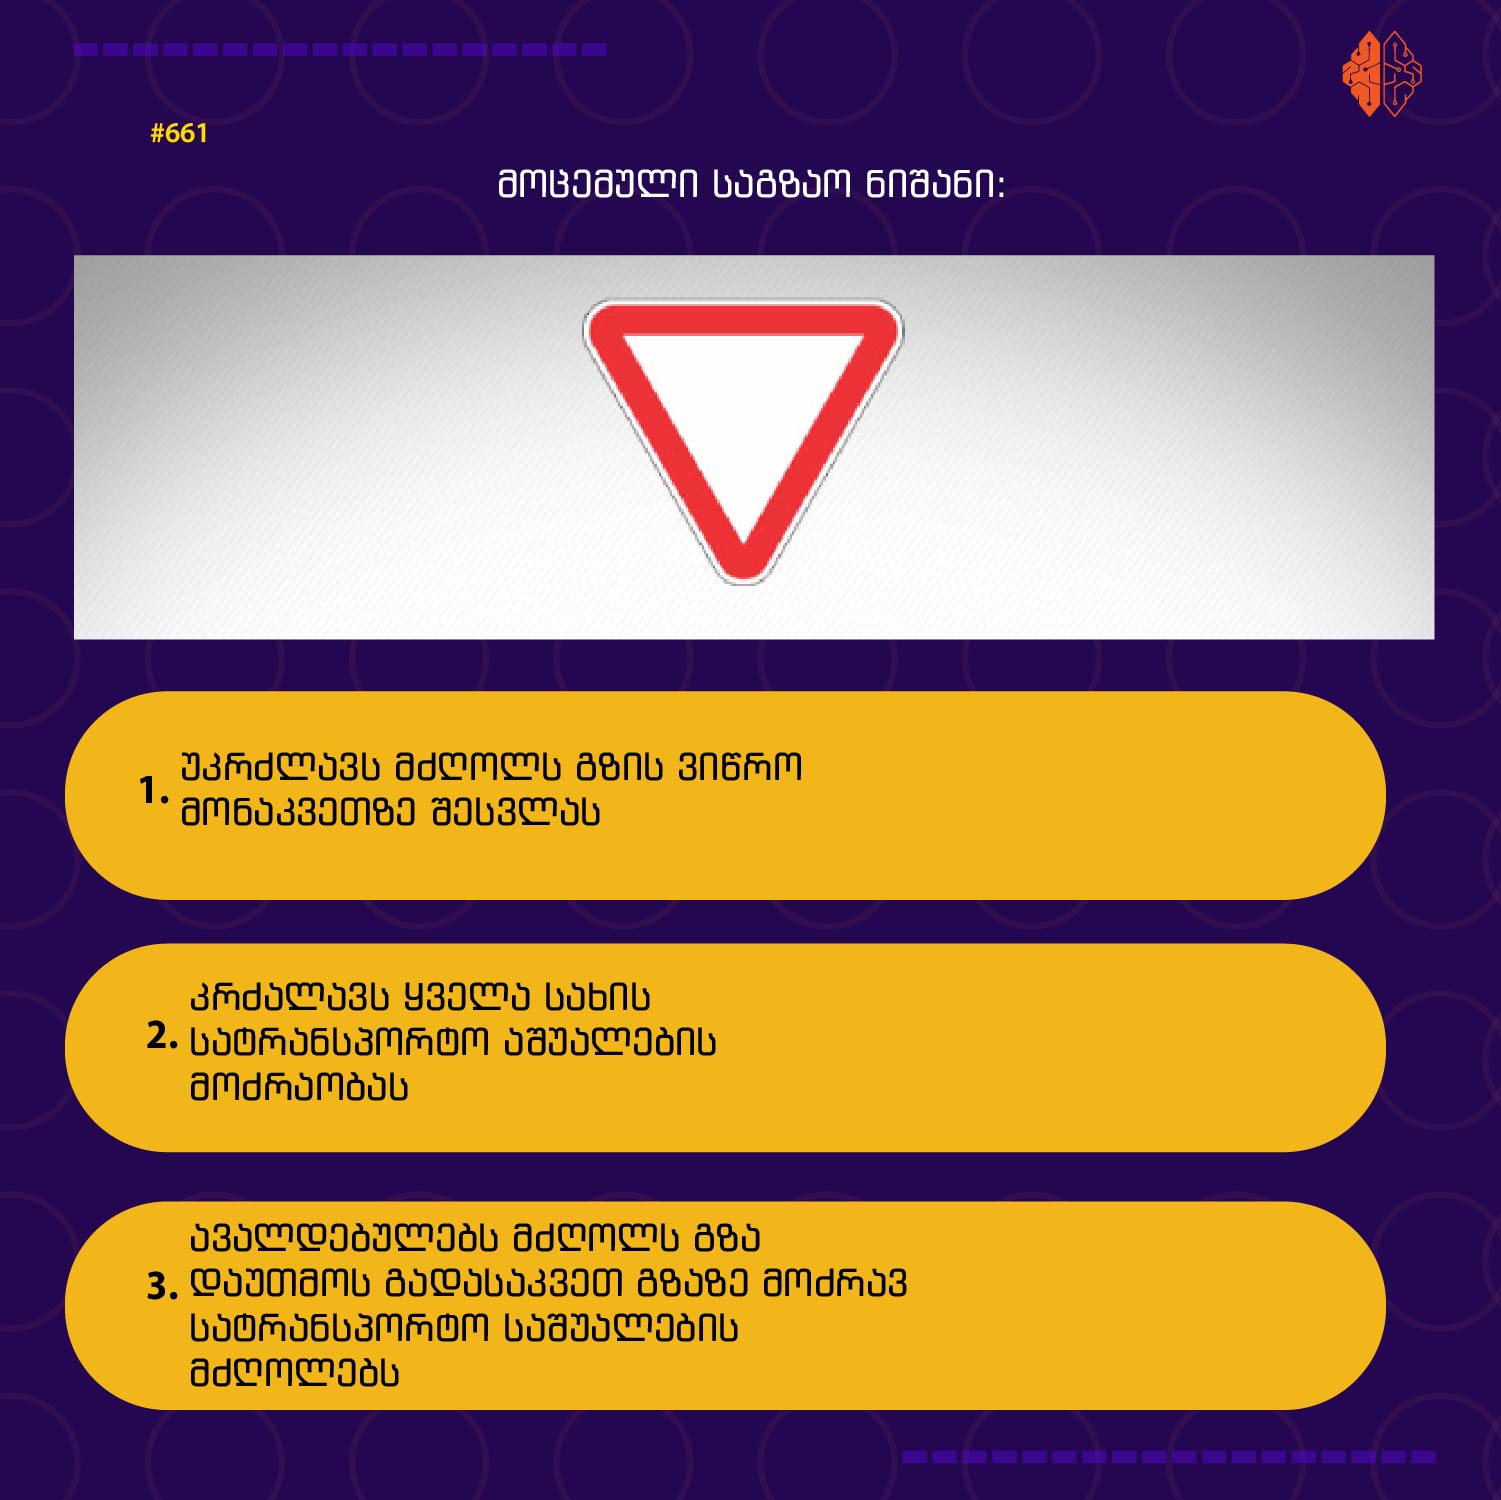 #661
მოცემული საგზაო ნიშანი:
1. უკრძლავს მძღოლს გზის ვიწრო
მონაკვეთზე შესვლას
2. კრძალავს ყველა სახის
სატრანსპორტო აშუალების
მოძრაობას
3. ავალდებულებს მძღოლს გზა
დაუთმოს გადასაკვეთ გზაზე მოძრავ
სატრანსპორტო საშუალების
მძღოლებს